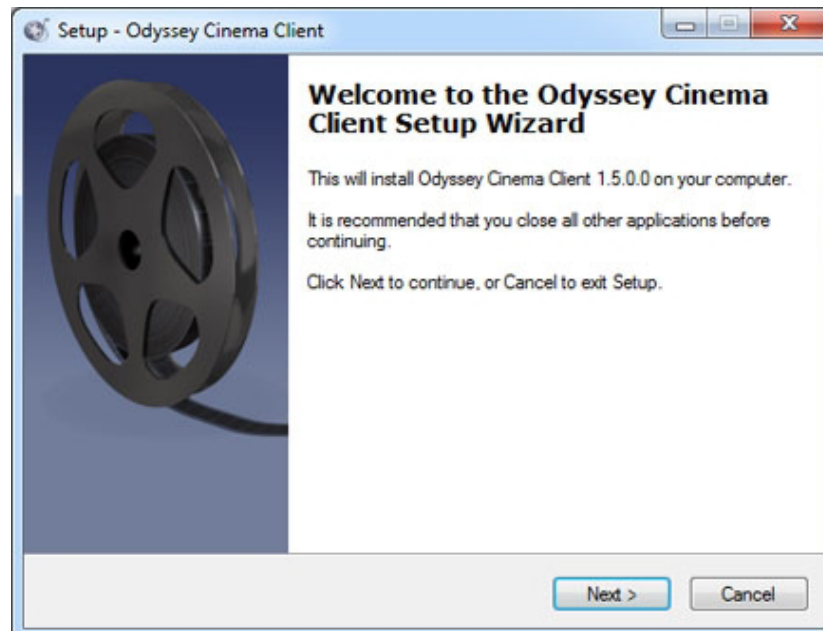 Setup - Odyssey Cinema Client
Welcome to the Odyssey Cinema
Client Setup Wizard
This will install Odyssey Cinema Client 1.5.0.0 on your computer.
It is recommended that you close all other applications before
continuing.
Click Next to continue, or Cancel to exit Setup.
Next >
Cancel